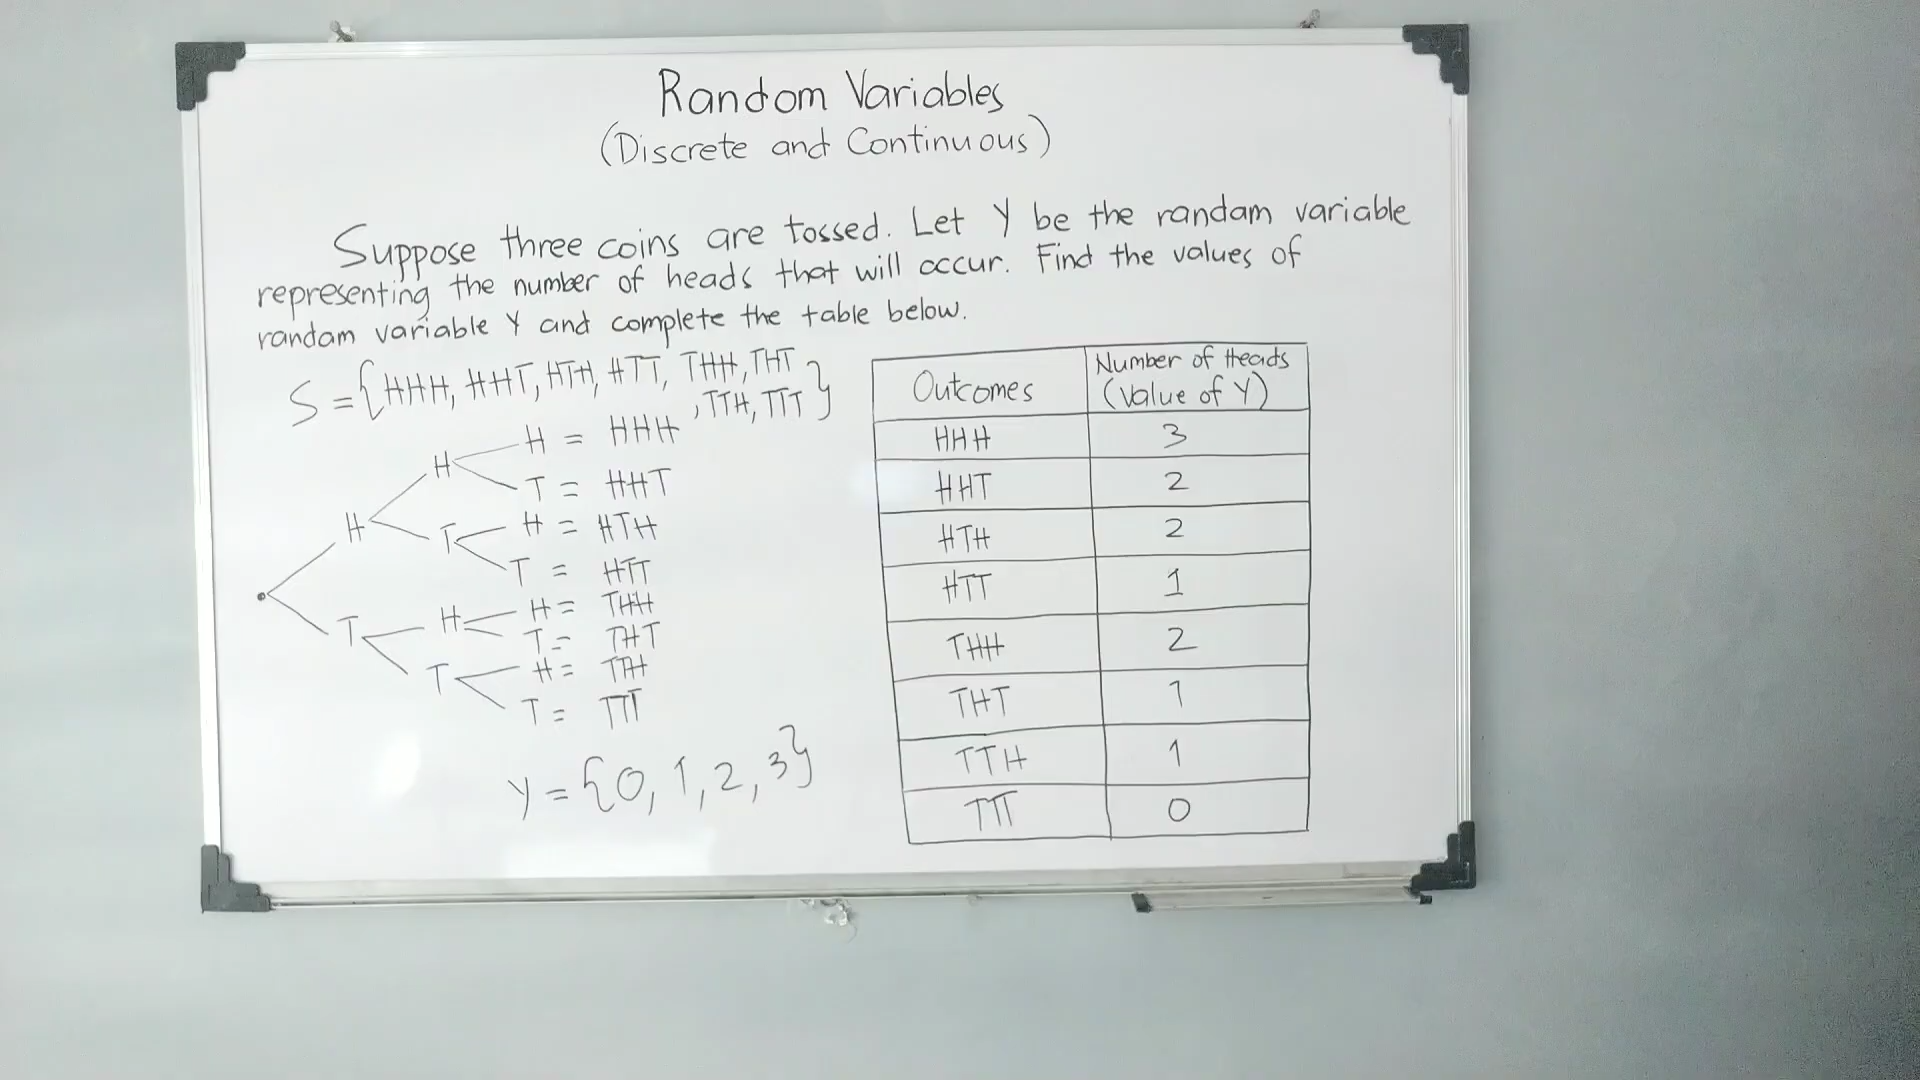 Random Variables
(Discrete and Continuous)
Suppose three coins are tossed. Let Y be the randam variable
representing the number of heads that will occur. Find the values of
randam variable Y and complete the table below.
S = {HHH, HHT, HTH, HTT, THH, THT
, TTH, TTT}
H = HHH
H
T = HHT
H
H = HTH
T
T = HTT
H = THH
H
T = THT
T
H = TTH
T
T = TTT
Y = {0, 1, 2, 3}
Outcomes Number of Heads (Value of Y)
HHH 3
HHT 2
HTH 2
HTT 1
THH 2
THT 1
TTH 1
TTT 0